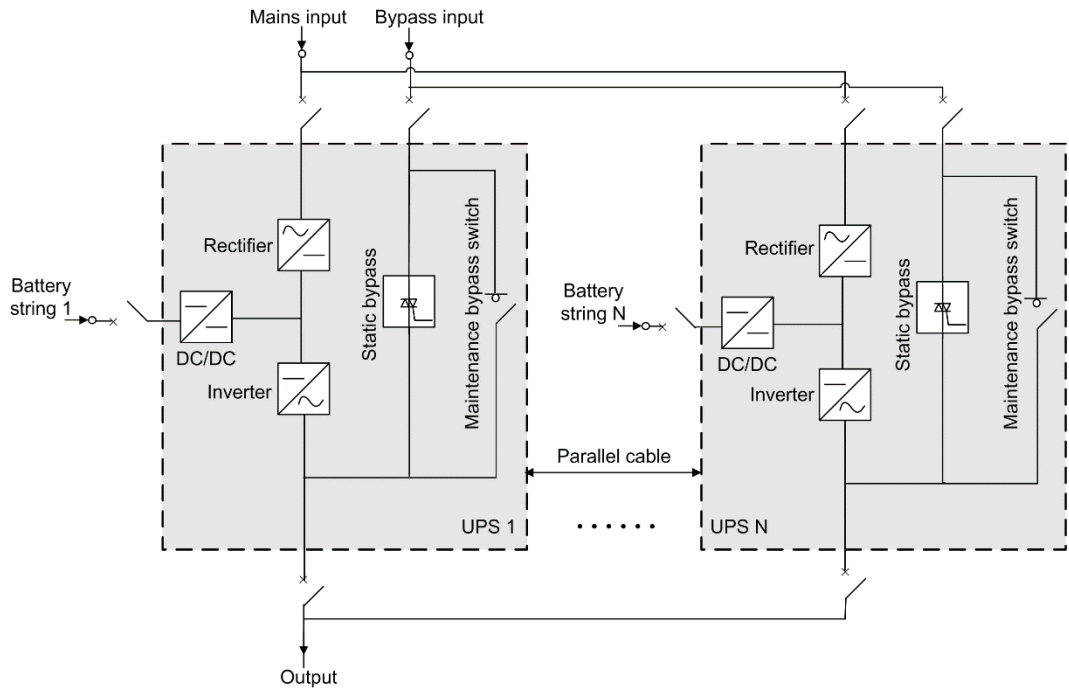 Mains input
Bypass input
Rectifier
Battery
string 1
DC/DC
Inverter
Static bypass
Maintenance bypass switch
UPS 1
Parallel cable
Rectifier
Battery
string N
DC/DC
Inverter
Static bypass
Maintenance bypass switch
UPS N
Output